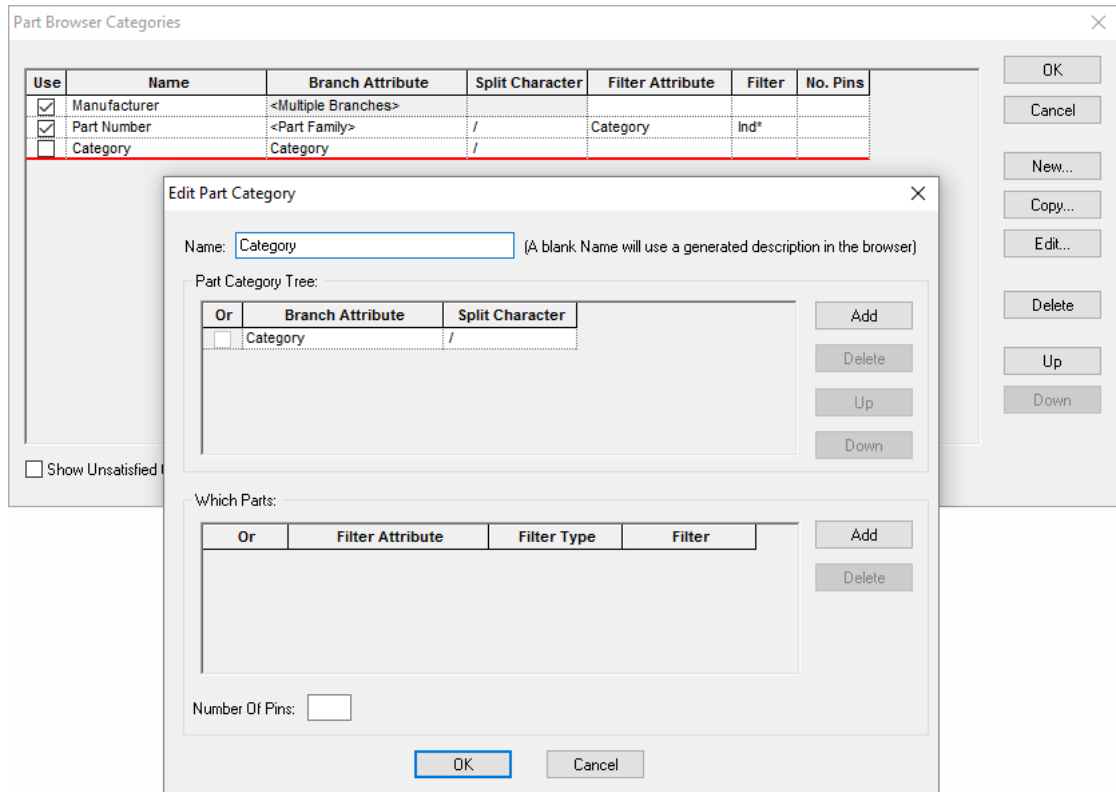 Part Browser Categories
Use Name Branch Attribute Split Character Filter Attribute Filter No. Pins
Manufacturer <Multiple Branches>
Part Number <Part Family> / Category Ind*
Category Category /
OK
Cancel
New...
Copy...
Edit...
Delete
Up
Down
Show Unsatisfied
Edit Part Category
Name: Category (A blank Name will use a generated description in the browser)
Part Category Tree:
Or Branch Attribute Split Character
Category /
Add
Delete
Up
Down
Which Parts:
Or Filter Attribute Filter Type Filter
Add
Delete
Number Of Pins:
OK Cancel